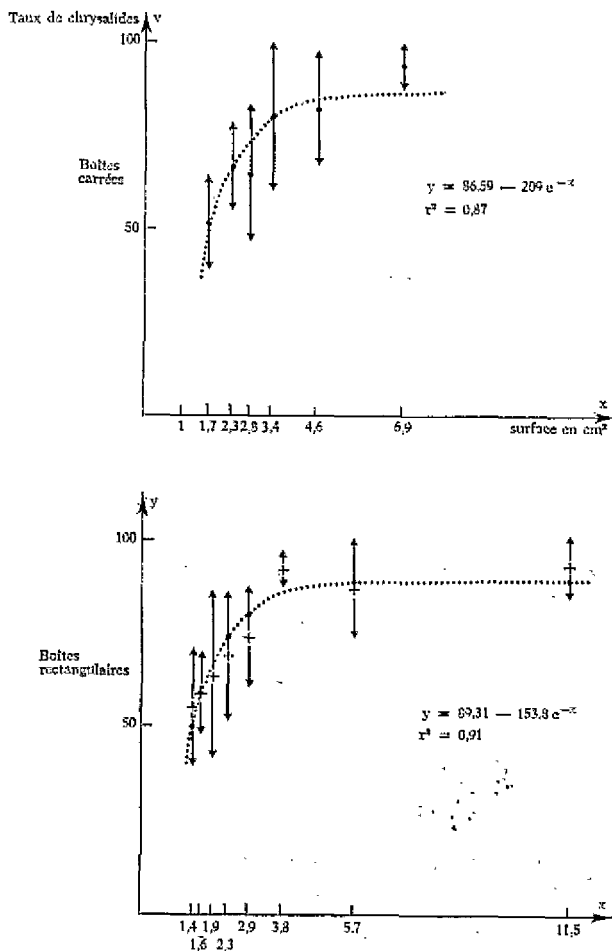 Taux de chrysalides y
100
Boîtes
carrées
y = 86,59 — 209 e⁻ˣ
r² = 0,87
50
x
1 1,7 2,3 2,8 3,4 4,6 6,9
surface en cm²
y
100
Boîtes
rectangulaires
y = 89,31 — 153,8 e⁻ˣ
r² = 0,91
50
x
1,4 1,9 2,9 3,8 5,7 11,5
1,6 2,3